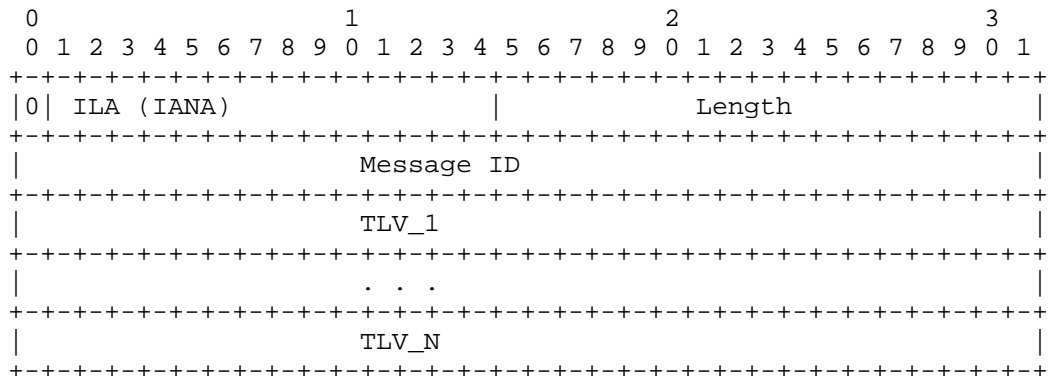 0                   1                   2                   3
 0 1 2 3 4 5 6 7 8 9 0 1 2 3 4 5 6 7 8 9 0 1 2 3 4 5 6 7 8 9 0 1
+-+-+-+-+-+-+-+-+-+-+-+-+-+-+-+-+-+-+-+-+-+-+-+-+-+-+-+-+-+-+-+-+
|0| ILA (IANA)                |            Length               |
+-+-+-+-+-+-+-+-+-+-+-+-+-+-+-+-+-+-+-+-+-+-+-+-+-+-+-+-+-+-+-+-+
|                     Message ID                                |
+-+-+-+-+-+-+-+-+-+-+-+-+-+-+-+-+-+-+-+-+-+-+-+-+-+-+-+-+-+-+-+-+
|                     TLV_1                                     |
+-+-+-+-+-+-+-+-+-+-+-+-+-+-+-+-+-+-+-+-+-+-+-+-+-+-+-+-+-+-+-+-+
|                     . . .                                     |
+-+-+-+-+-+-+-+-+-+-+-+-+-+-+-+-+-+-+-+-+-+-+-+-+-+-+-+-+-+-+-+-+
|                     TLV_N                                     |
+-+-+-+-+-+-+-+-+-+-+-+-+-+-+-+-+-+-+-+-+-+-+-+-+-+-+-+-+-+-+-+-+